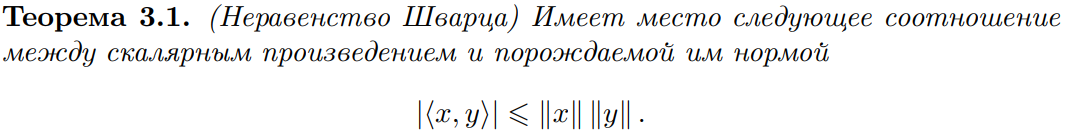 Теорема 3.1. (Неравенство Шварца) Имеет место следующее соотношение
между скалярным произведением и порождаемой им нормой
|⟨x, y⟩| ⩽ ‖x‖ ‖y‖ .